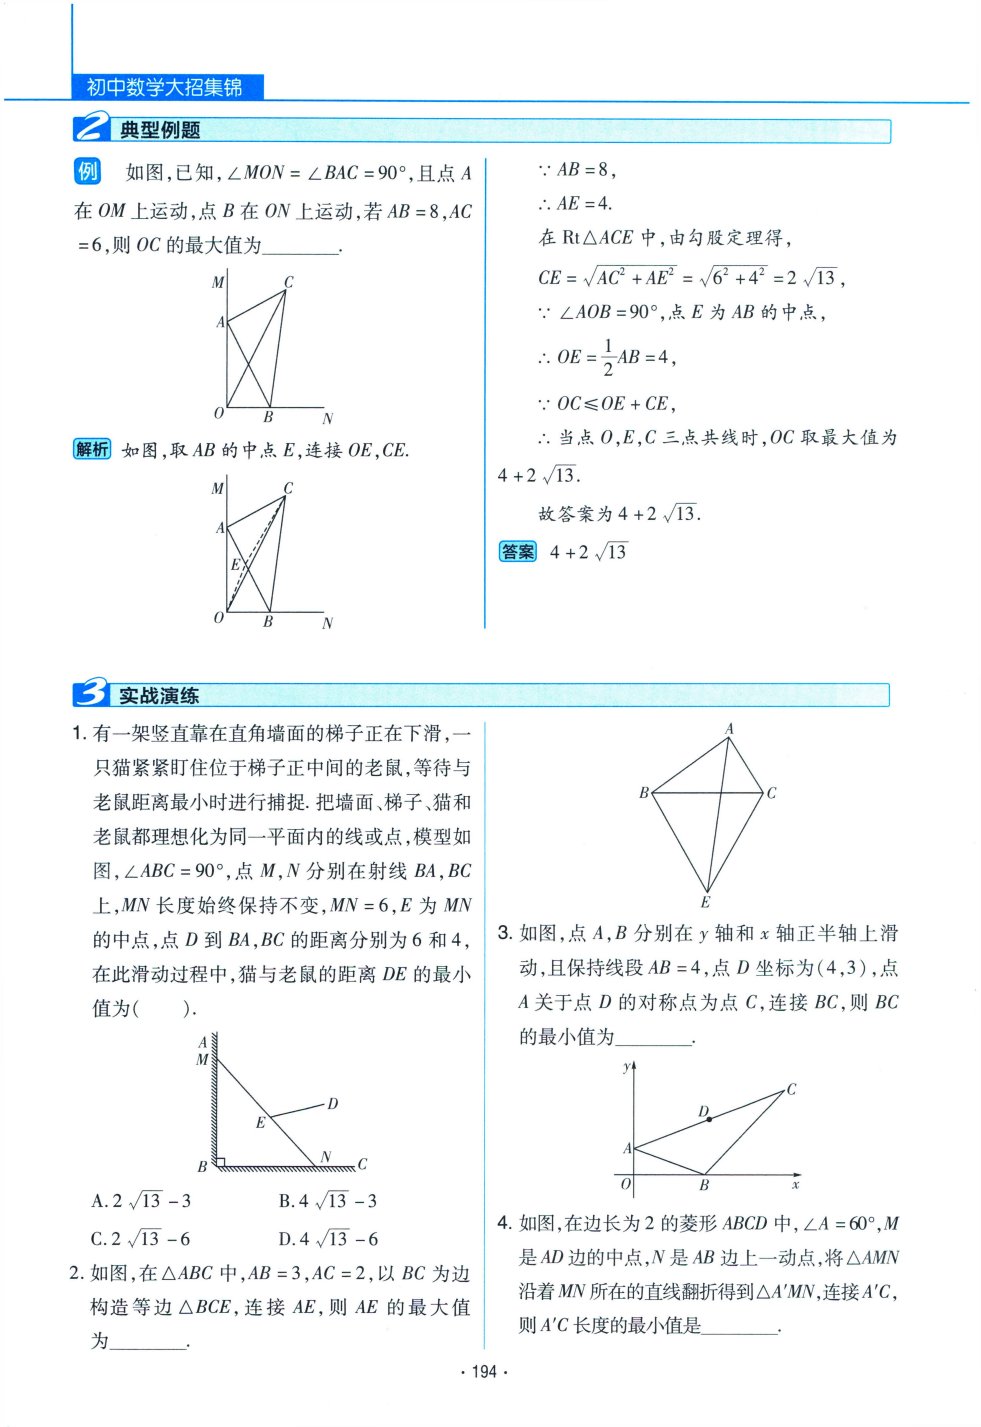 初中数学大招集锦
2 典型例题
例 如图,已知,∠MON = ∠BAC = 90°,且点 A
在 OM 上运动,点 B 在 ON 上运动,若 AB = 8,AC
= 6,则 OC 的最大值为________.
M
C
A
O
B
N
解析 如图,取 AB 的中点 E,连接 OE,CE.
M
C
A
E
O
B
N
∵ AB = 8,
∴ AE = 4.
在 Rt△ACE 中,由勾股定理得,
CE = √(AC² + AE²) = √(6² + 4²) = 2√13,
∵ ∠AOB = 90°,点 E 为 AB 的中点,
∴ OE = 1/2 AB = 4,
∵ OC ≤ OE + CE,
∴ 当点 O,E,C 三点共线时,OC 取最大值为
4 + 2√13.
故答案为 4 + 2√13.
答案 4 + 2√13
3 实战演练
1. 有一架竖直靠在直角墙面的梯子正在下滑,一
只猫紧紧盯住位于梯子正中间的老鼠,等待与
老鼠距离最小时进行捕捉. 把墙面、梯子、猫和
老鼠都理想化为同一平面内的线或点,模型如
图,∠ABC = 90°,点 M,N 分别在射线 BA,BC
上,MN 长度始终保持不变,MN = 6,E 为 MN
的中点,点 D 到 BA,BC 的距离分别为 6 和 4,
在此滑动过程中,猫与老鼠的距离 DE 的最小
值为( ).
A
M
D
E
B
N
C
A. 2√13 - 3 B. 4√13 - 3
C. 2√13 - 6 D. 4√13 - 6
2. 如图,在△ABC 中,AB = 3,AC = 2,以 BC 为边
构造等边△BCE,连接 AE,则 AE 的最大值
为________.
A
B
C
E
3. 如图,点 A,B 分别在 y 轴和 x 轴正半轴上滑
动,且保持线段 AB = 4,点 D 坐标为(4,3),点
A 关于点 D 的对称点为点 C,连接 BC,则 BC
的最小值为________.
y
C
D
A
O
B
x
4. 如图,在边长为 2 的菱形 ABCD 中,∠A = 60°,M
是 AD 边的中点,N 是 AB 边上一动点,将△AMN
沿着 MN 所在的直线翻折得到△A′MN,连接 A′C,
则 A′C 长度的最小值是________.
· 194 ·